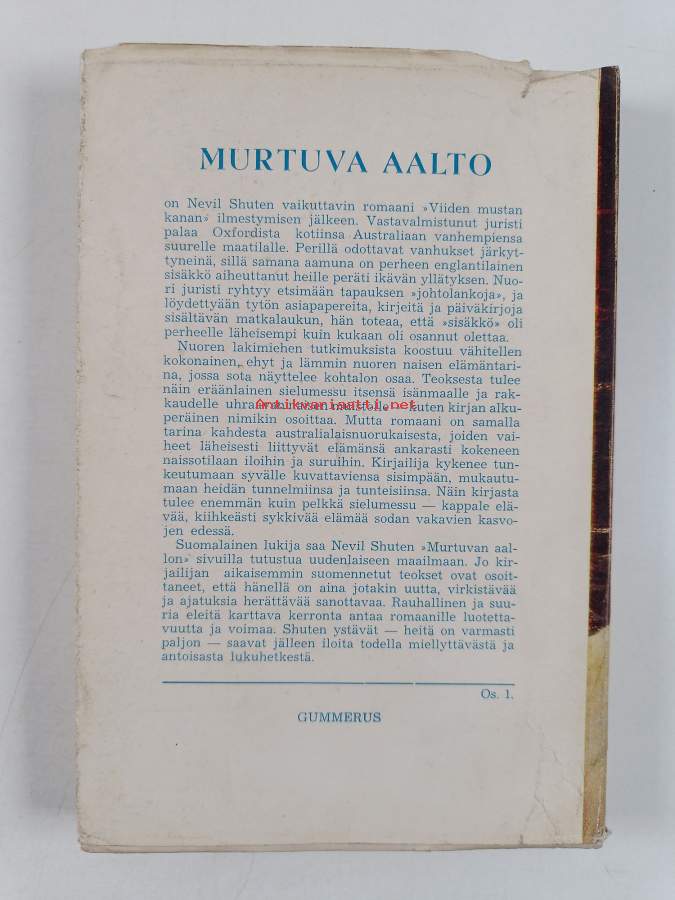 MURTUVA AALTO
on Nevil Shuten vaikuttavin romaani »Viiden mustan
kanan» ilmestymisen jälkeen. Vastavalmistunut juristi
palaa Oxfordista kotiinsa Australiaan vanhempiensa
suurelle maatilalle. Perillä odottavat vanhukset järkyt-
tyneinä, sillä samana aamuna on perheen englantilainen
sisäkkö aiheuttanut heille peräti ikävän yllätyksen. Nuo-
ri juristi ryhtyy etsimään tapauksen »johtolankoja», ja
löydettyään tytön asiapapereita, kirjeitä ja päiväkirjoja
sisältävän matkalaukun, hän toteaa, että »sisäkkö» oli
perheelle läheisempi kuin kukaan oli osannut olettaa.
Nuoren lakimiehen tutkimuksista koostuu vähitellen
kokonainen, ehyt ja lämmin nuoren naisen elämäntari-
na, jossa sota näyttelee kohtalon osaa. Teoksesta tulee
näin eräänlainen sielumessu itsensä isänmaalle ja rak-
kaudelle uhranneen muistolle — kuten kirjan alku-
Antikvariaatti.net
peräinen nimikin osoittaa. Mutta romaani on samalla
tarina kahdesta australialaisnuorukaisesta, joiden vai-
heet läheisesti liittyvät elämänsä ankarasti kokeneen
naissotilaan iloihin ja suruihin. Kirjailija kykenee tun-
keutumaan syvälle kuvattaviensa sisimpään, mukautu-
maan heidän tunnelmiinsa ja tunteisiinsa. Näin kirjasta
tulee enemmän kuin pelkkä sielumessu — kappale elä-
vää, kiihkeästi sykkivää elämää sodan vakavien kasvo-
jen edessä.
Suomalainen lukija saa Nevil Shuten »Murtuvan aal-
lon» sivuilla tutustua uudenlaiseen maailmaan. Jo kir-
jailijan aikaisemmin suomennetut teokset ovat osoit-
taneet, että hänellä on aina jotakin uutta, virkistävää
ja ajatuksia herättävää sanottavaa. Rauhallinen ja suu-
ria eleitä karttava kerronta antaa romaanille luotetta-
vuutta ja voimaa. Shuten ystävät — heitä on varmasti
paljon — saavat jälleen iloita todella miellyttävästä ja
antoisasta lukuhetkestä.
Os. 1.
GUMMERUS